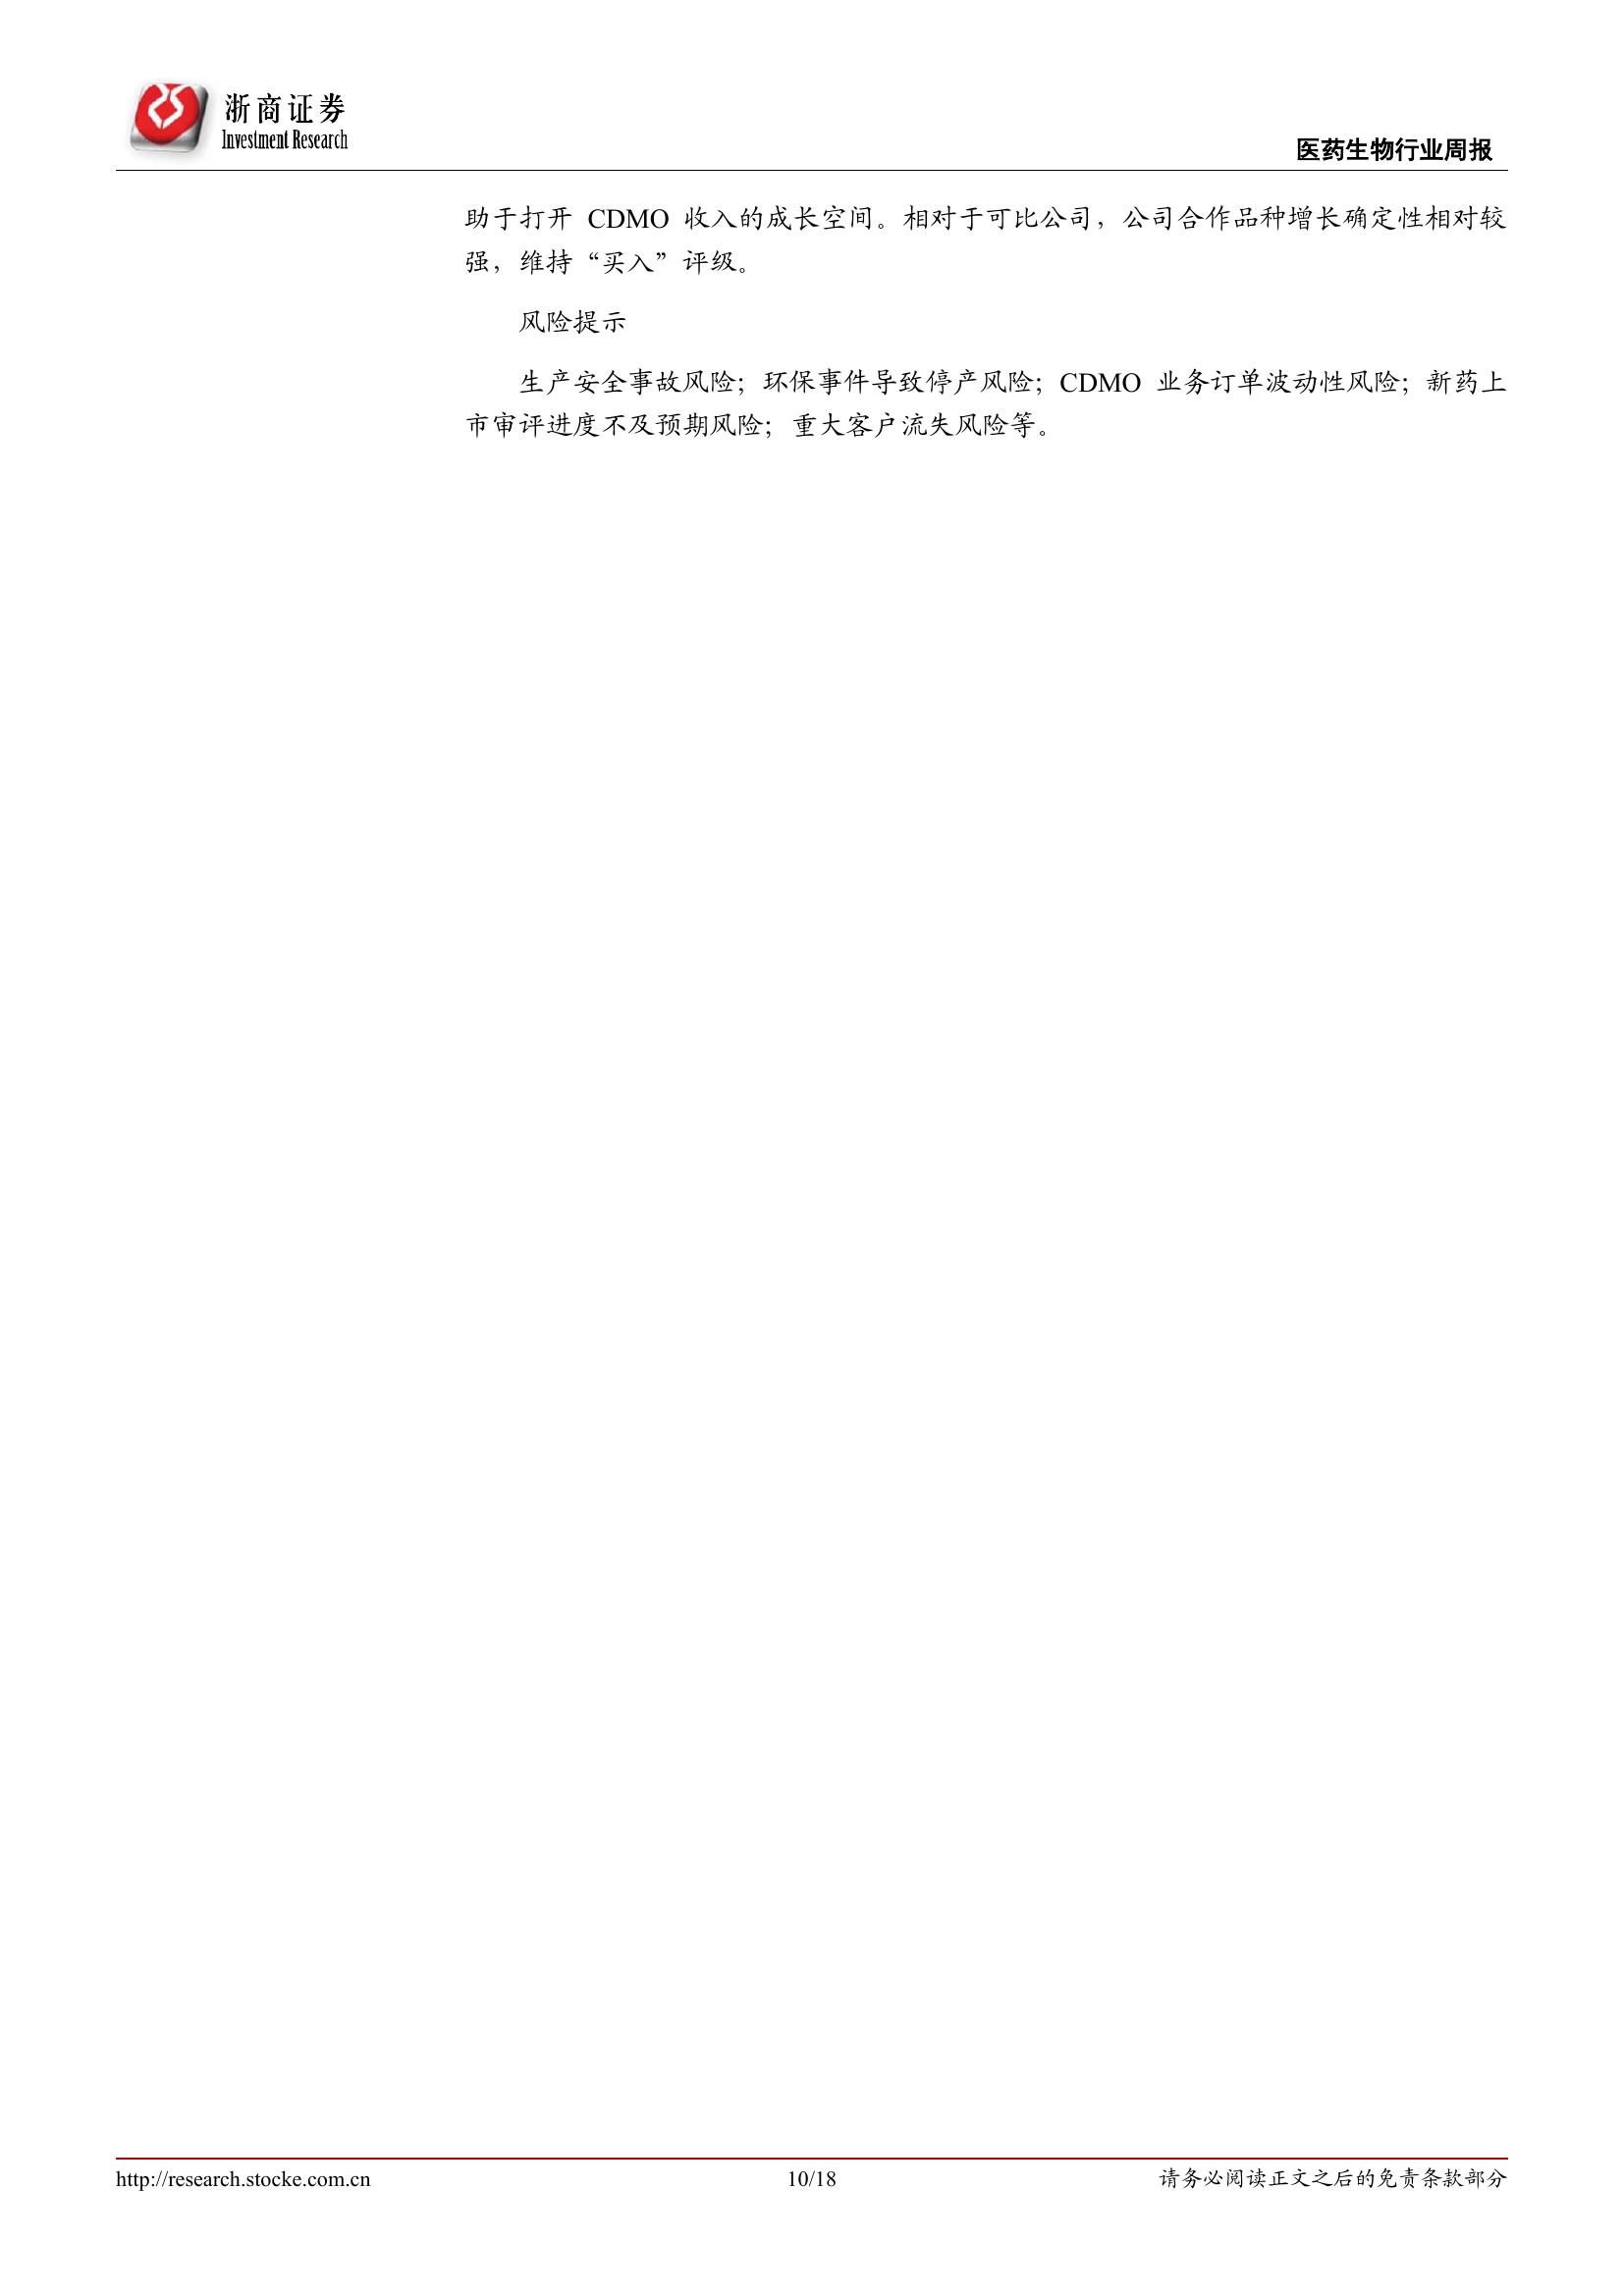 浙商证券
Investment Research
医药生物行业周报
助于打开 CDMO 收入的成长空间。相对于可比公司，公司合作品种增长确定性相对较
强，维持“买入”评级。
风险提示
生产安全事故风险；环保事件导致停产风险；CDMO 业务订单波动性风险；新药上
市审评进度不及预期风险；重大客户流失风险等。
http://research.stocke.com.cn
10/18
请务必阅读正文之后的免责条款部分